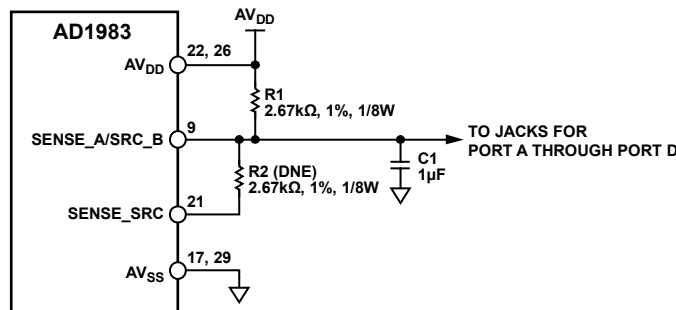 AD1983
AVDD
22, 26
AVDD
R1
2.67kΩ, 1%, 1/8W
9
SENSE_A/SRC_B
TO JACKS FOR
PORT A THROUGH PORT D
C1
1µF
R2 (DNE)
2.67kΩ, 1%, 1/8W
21
SENSE_SRC
17, 29
AVSS